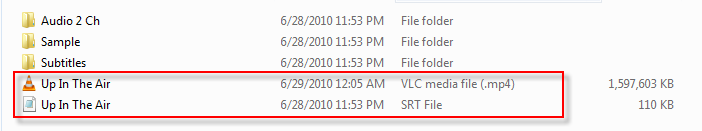 Audio 2 Ch 6/28/2010 11:53 PM File folder
Sample 6/28/2010 11:53 PM File folder
Subtitles 6/28/2010 11:53 PM File folder
Up In The Air 6/29/2010 12:05 AM VLC media file (.mp4) 1,597,603 KB
Up In The Air 6/28/2010 11:53 PM SRT File 110 KB